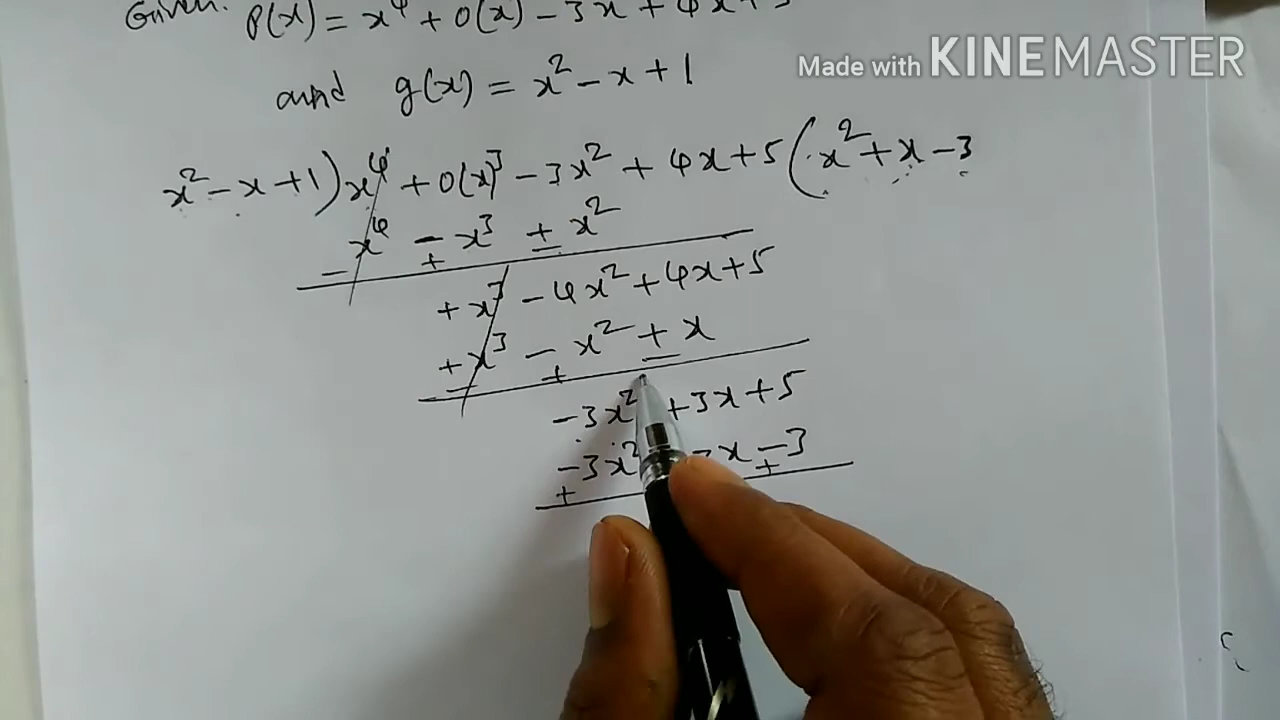 Given: P(x) = x⁴ + 0(x) - 3x + 4x + 5
Made with KINEMASTER
and g(x) = x² - x + 1
x² - x + 1) x⁴ + 0(x)³ - 3x² + 4x + 5 (x² + x - 3
x⁴ - x³ + x²
- + -
+ x³ - 4x² + 4x + 5
+ x³ - x² + x
- + -
- 3x² + 3x + 5
- 3x² x - 3
+ +